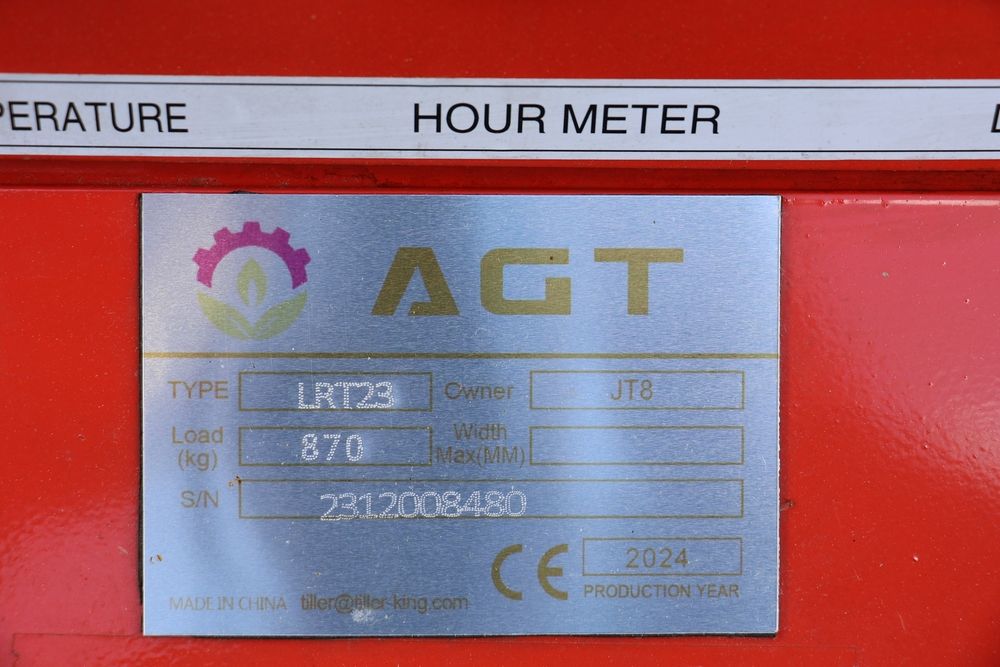 PERATURE HOUR METER
AGT
TYPE LRT23 Owner JT8
Load (kg) 870 Width Max(MM)
S/N 2312008480
CE 2024
PRODUCTION YEAR
MADE IN CHINA tiller@tiller-king.com